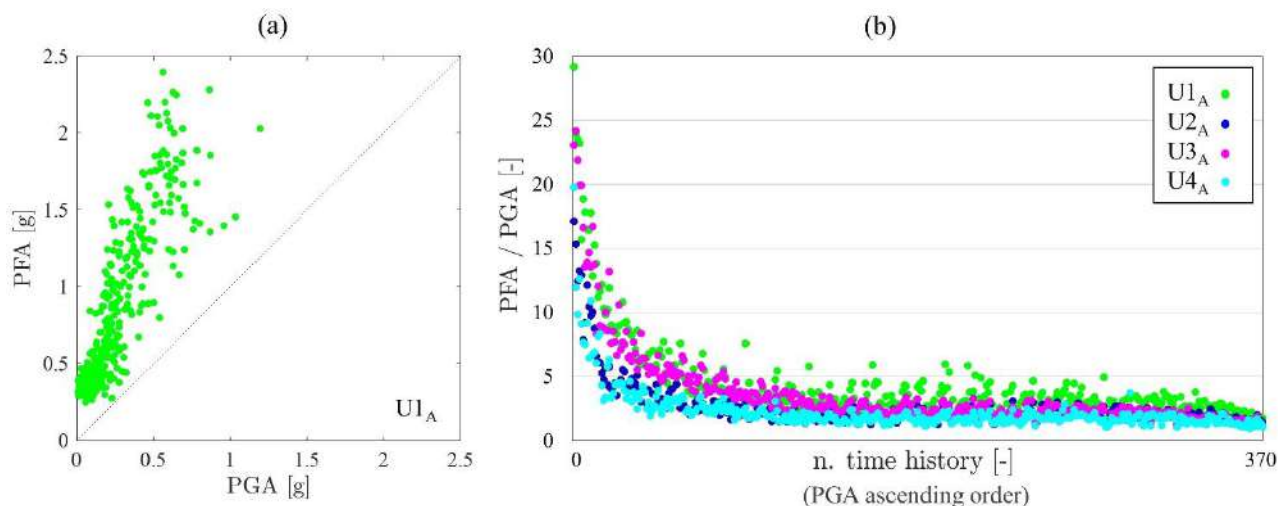 (a)
2.5
2
1.5
1
0.5
0
PFA [g]
0
0.5
1
1.5
2
2.5
PGA [g]
U1A
(b)
30
25
20
15
10
5
0
PFA / PGA [-]
U1A
U2A
U3A
U4A
0
n. time history [-]
370
(PGA ascending order)